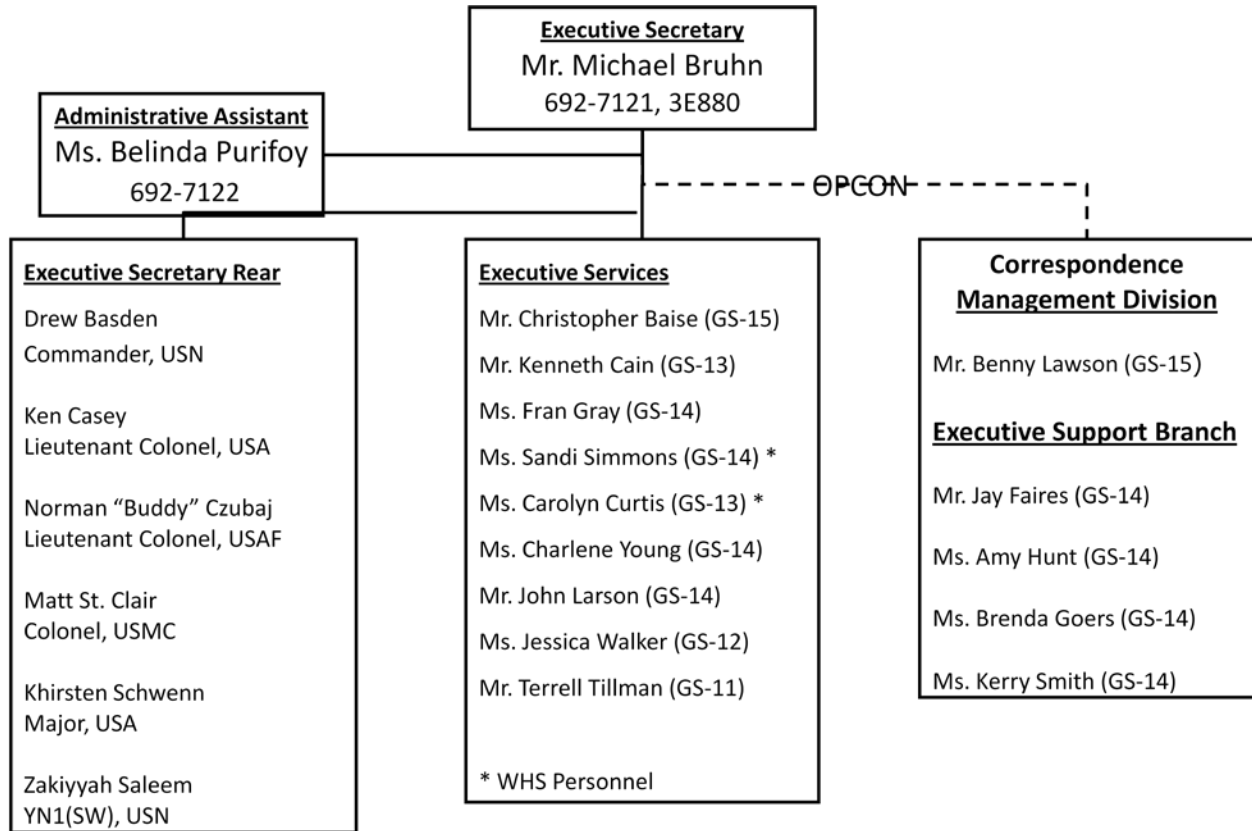 Executive Secretary
Mr. Michael Bruhn
692-7121, 3E880
Administrative Assistant
Ms. Belinda Purifoy
692-7122
OPCON
Executive Secretary Rear
Drew Basden
Commander, USN
Ken Casey
Lieutenant Colonel, USA
Norman “Buddy” Czubaj
Lieutenant Colonel, USAF
Matt St. Clair
Colonel, USMC
Khirsten Schwenn
Major, USA
Zakiyyah Saleem
YN1(SW), USN
Executive Services
Mr. Christopher Baise (GS-15)
Mr. Kenneth Cain (GS-13)
Ms. Fran Gray (GS-14)
Ms. Sandi Simmons (GS-14) *
Ms. Carolyn Curtis (GS-13) *
Ms. Charlene Young (GS-14)
Mr. John Larson (GS-14)
Ms. Jessica Walker (GS-12)
Mr. Terrell Tillman (GS-11)
* WHS Personnel
Correspondence
Management Division
Mr. Benny Lawson (GS-15)
Executive Support Branch
Mr. Jay Faires (GS-14)
Ms. Amy Hunt (GS-14)
Ms. Brenda Goers (GS-14)
Ms. Kerry Smith (GS-14)